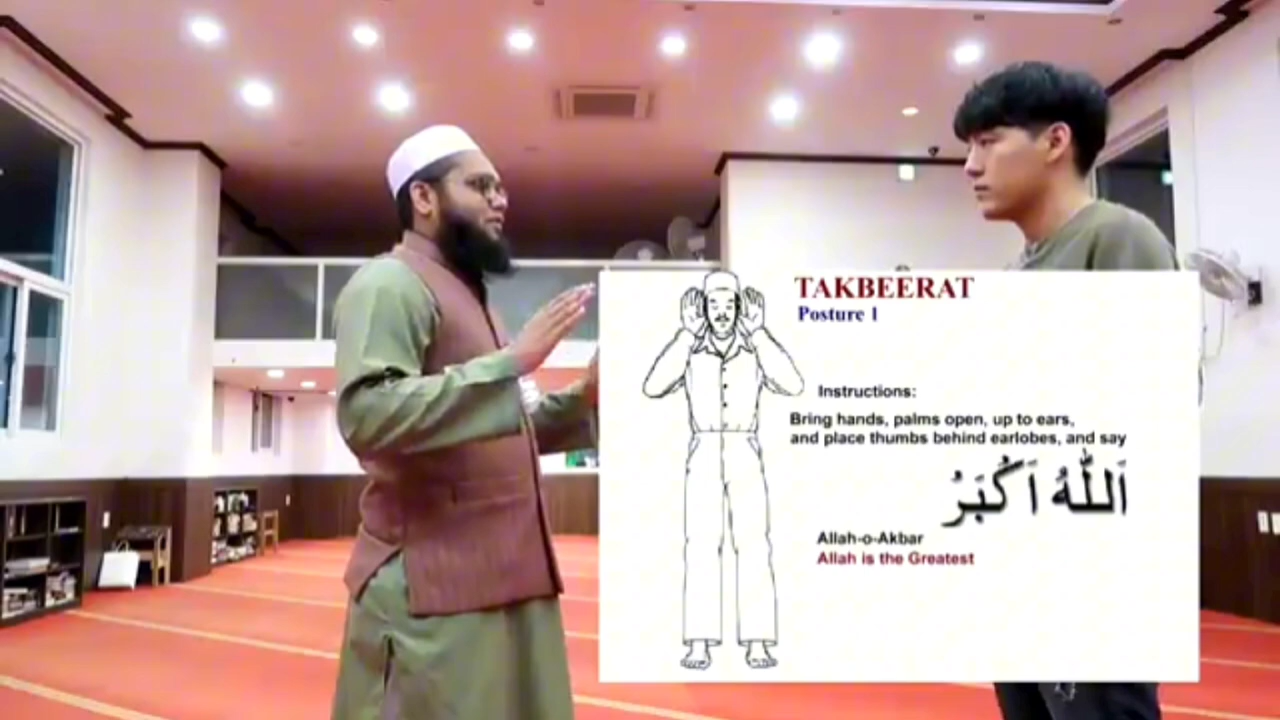 TAKBEERAT
Posture 1
Instructions:
Bring hands, palms open, up to ears,
and place thumbs behind earlobes, and say
اَللّٰهُ اَكْبَرُ
Allah-o-Akbar
Allah is the Greatest